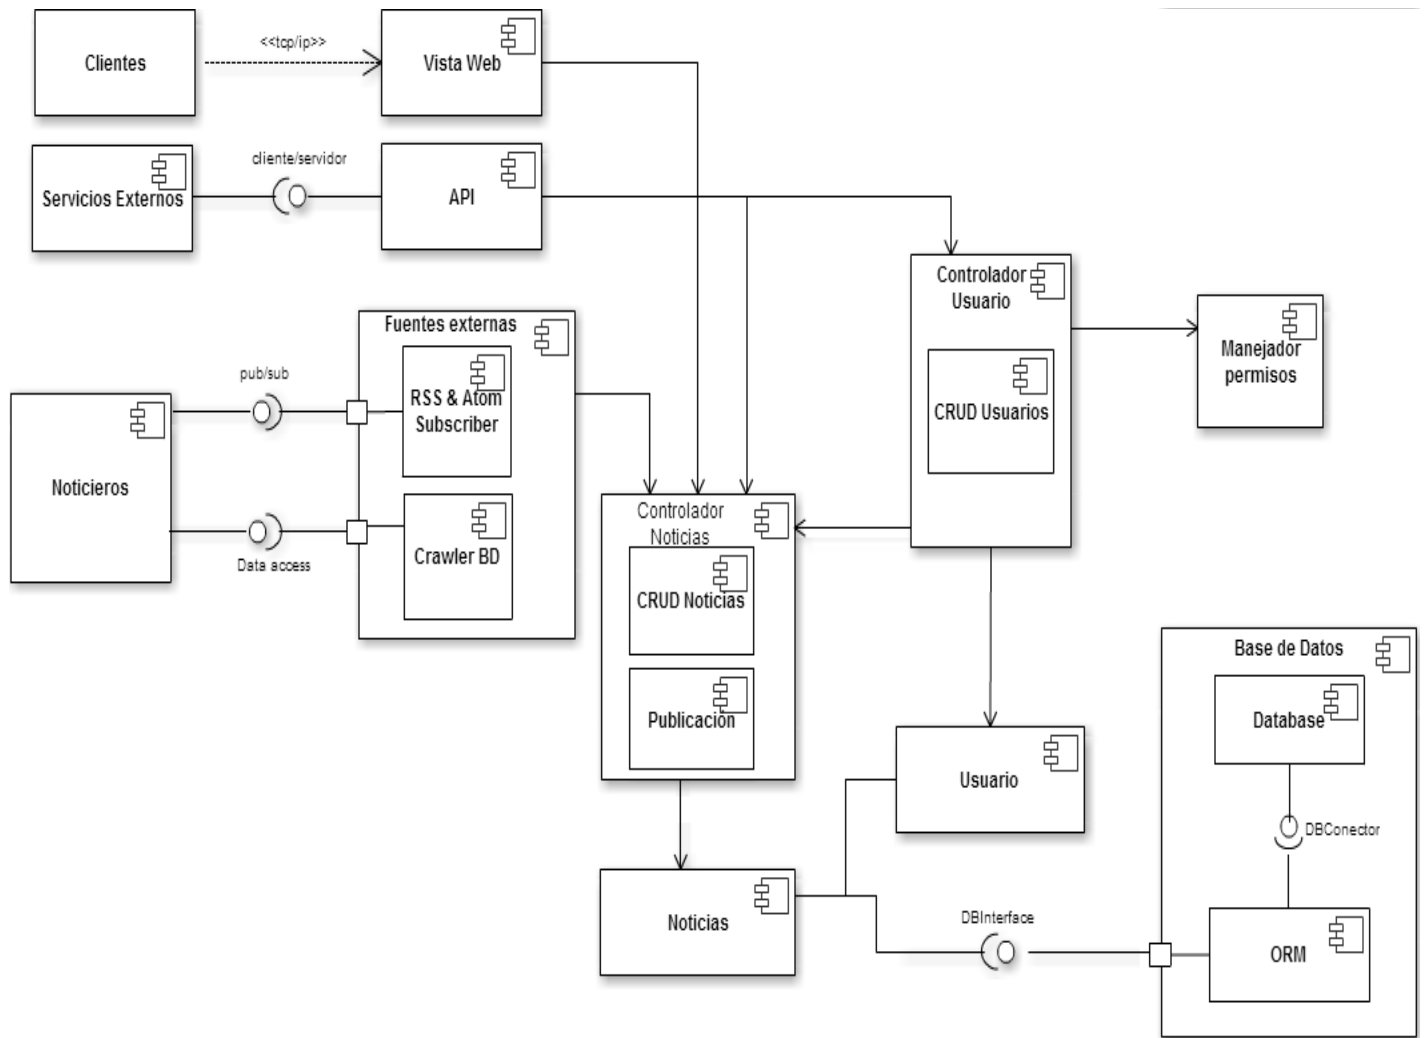 Clientes
<<tcp/ip>>
Vista Web
Servicios Externos
cliente/servidor
API
Controlador
Usuario
CRUD Usuarios
Manejador
permisos
Fuentes externas
pub/sub
RSS & Atom
Subscriber
Noticieros
Data access
Crawler BD
Controlador
Noticias
CRUD Noticias
Publicación
Usuario
Noticias
DBInterface
Base de Datos
Database
DBConector
ORM